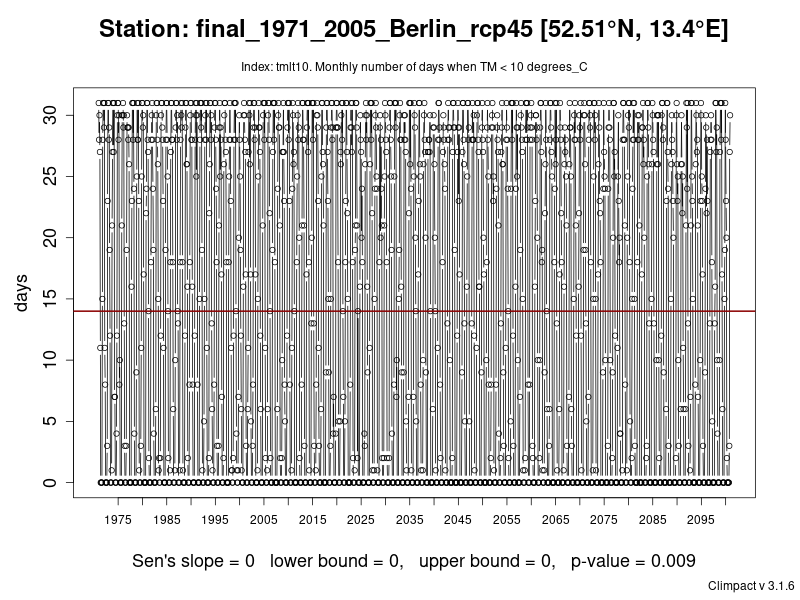 Station: final_1971_2005_Berlin_rcp45 [52.51°N, 13.4°E]
Index: tmlt10. Monthly number of days when TM < 10 degrees_C
days
30
25
20
15
10
5
0
1975 1985 1995 2005 2015 2025 2035 2045 2055 2065 2075 2085 2095
Sen's slope = 0 lower bound = 0, upper bound = 0, p-value = 0.009
Climpact v 3.1.6